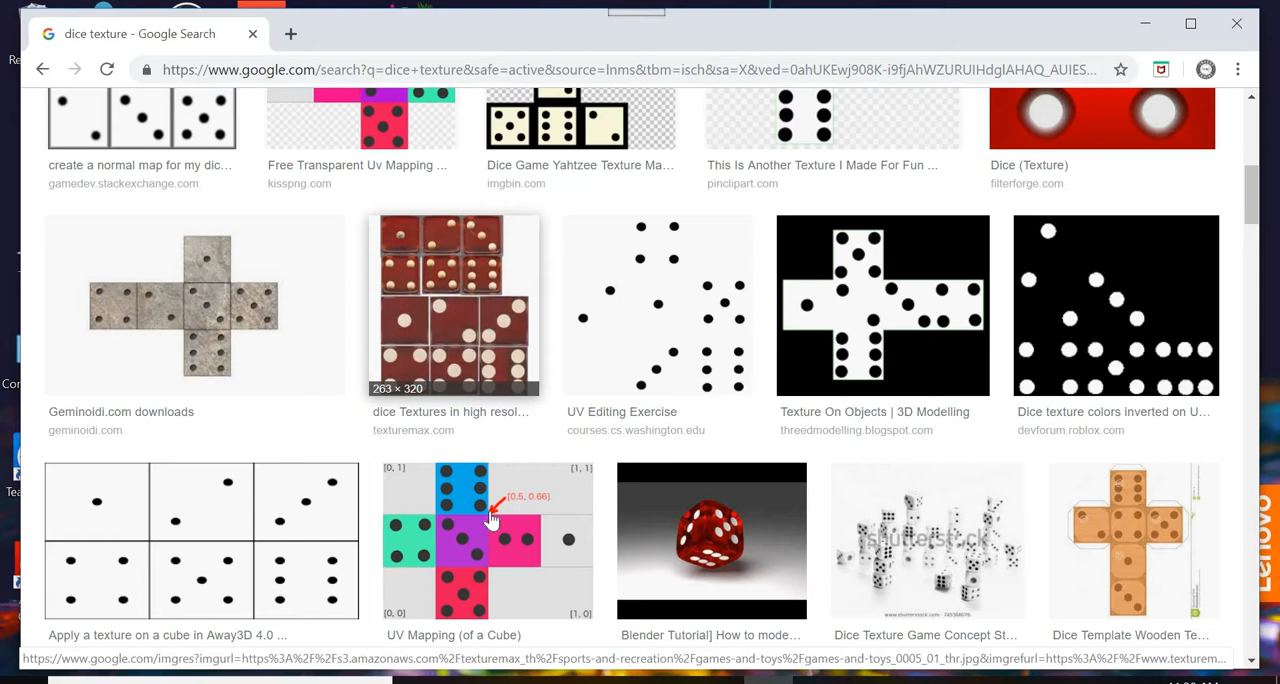 dice texture - Google Search
https://www.google.com/search?q=dice+texture&safe=active&source=lnms&tbm=isch&sa=X&ved=0ahUKEwj908K-i9fjAhWZURUIHdglAHAQ_AUIES...
create a normal map for my dic...
gamedev.stackexchange.com
Free Transparent Uv Mapping ...
kisspng.com
Dice Game Yahtzee Texture Ma...
imgbin.com
This Is Another Texture I Made For Fun ...
pinclipart.com
Dice (Texture)
filterforge.com
263 × 320
Geminoidi.com downloads
geminoidi.com
dice Textures in high resol...
texturemax.com
UV Editing Exercise
courses.cs.washington.edu
Texture On Objects | 3D Modelling
threedmodelling.blogspot.com
Dice texture colors inverted on U...
devforum.roblox.com
[0, 1]
[1, 1]
[0.5, 0.66]
[0, 0]
[1, 0]
shutterstock
www.shutterstock.com
Lenovo
Apply a texture on a cube in Away3D 4.0 ...
UV Mapping (of a Cube)
Blender Tutorial] How to mode...
Dice Texture Game Concept St...
Dice Template Wooden Te...
https://www.google.com/imgres?imgurl=https%3A%2F%2Fs3.amazonaws.com%2Ftexturemax_th%2Fsports-and-recreation%2Fgames-and-toys%2Fgames-and-toys_0005_01_thr.jpg&imgrefurl=https%3A%2F%2Fwww.texturem...